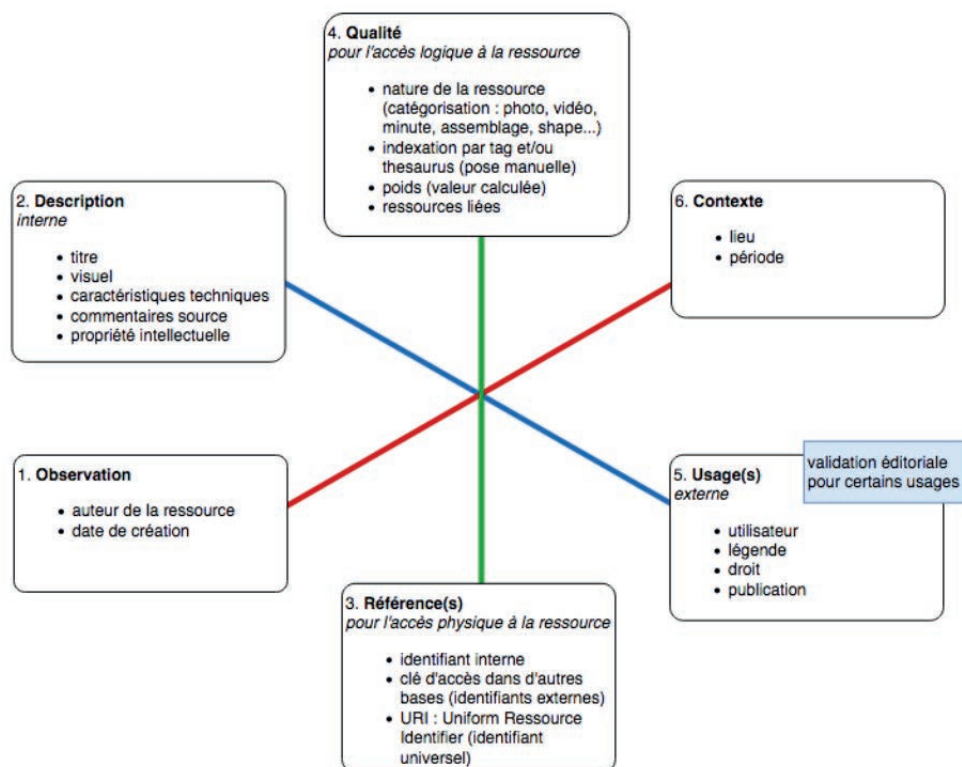 4. Qualité
pour l'accès logique à la ressource
• nature de la ressource
(catégorisation : photo, vidéo,
minute, assemblage, shape...)
• indexation par tag et/ou
thesaurus (pose manuelle)
• poids (valeur calculée)
• ressources liées
2. Description
interne
• titre
• visuel
• caractéristiques techniques
• commentaires source
• propriété intellectuelle
6. Contexte
• lieu
• période
1. Observation
• auteur de la ressource
• date de création
validation éditoriale
pour certains usages
5. Usage(s)
externe
• utilisateur
• légende
• droit
• publication
3. Référence(s)
pour l'accès physique à la ressource
• identifiant interne
• clé d'accès dans d'autres
bases (identifiants externes)
• URI : Uniform Ressource
Identifier (identifiant
universel)